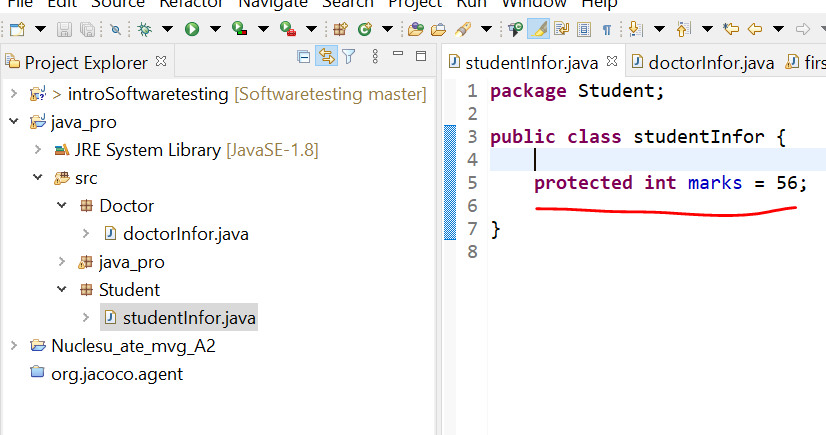 File Edit Source Refactor Navigate Search Project Run Window Help
Project Explorer
> introSoftwaretesting [Softwaretesting master]
java_pro
JRE System Library [JavaSE-1.8]
src
Doctor
doctorInfor.java
java_pro
Student
studentInfor.java
Nuclesu_ate_mvg_A2
org.jacoco.agent
studentInfor.java
doctorInfor.java
firs
1 package Student;
2
3 public class studentInfor {
4
5 protected int marks = 56;
6
7 }
8